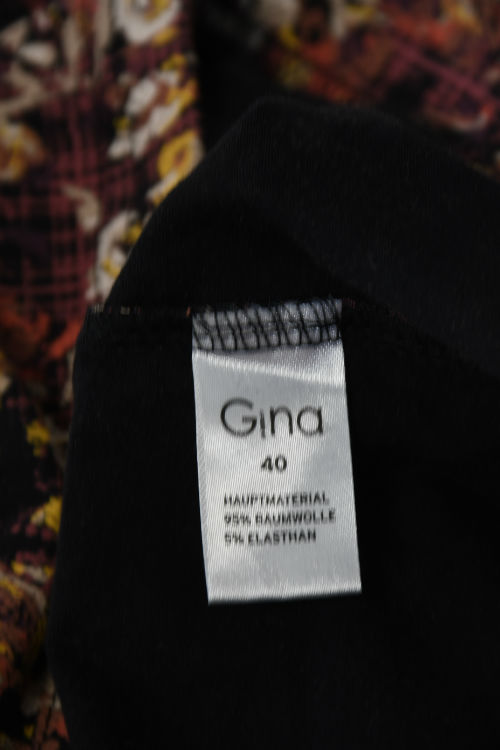 Gina
40
HAUPTMATERIAL
95% BAUMWOLLE
5% ELASTHAN